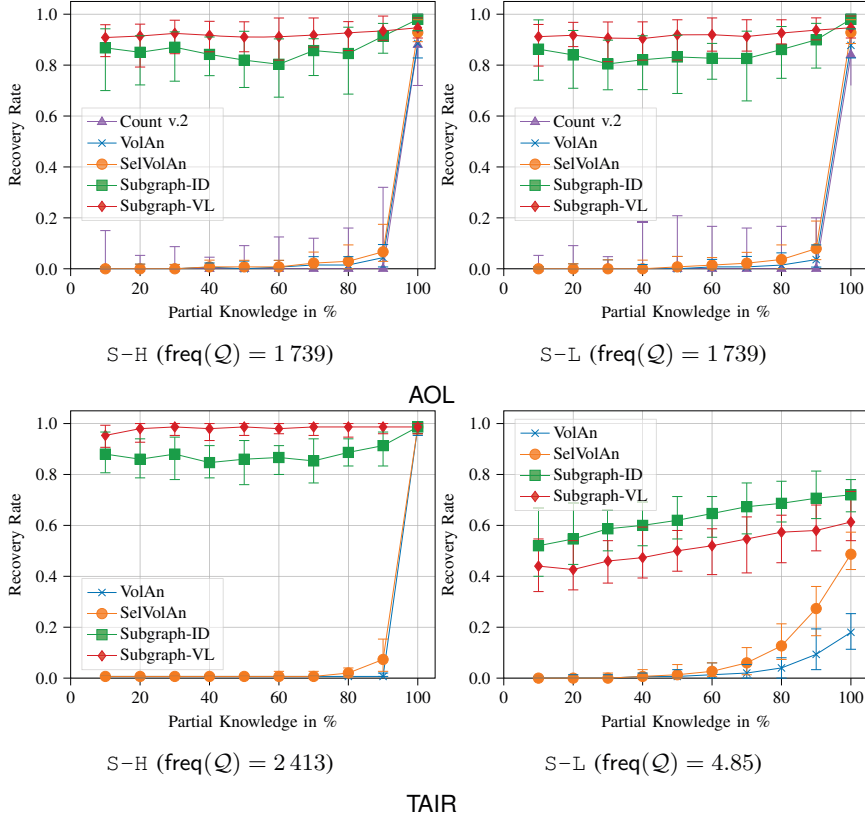 1.0
0.8
0.6
0.4
0.2
0.0
Recovery Rate
Count v.2
VolAn
SelVolAn
Subgraph-ID
Subgraph-VL
0 20 40 60 80 100
Partial Knowledge in %
S-H (freq(Q) = 1 739)
1.0
0.8
0.6
0.4
0.2
0.0
Recovery Rate
Count v.2
VolAn
SelVolAn
Subgraph-ID
Subgraph-VL
0 20 40 60 80 100
Partial Knowledge in %
S-L (freq(Q) = 1 739)
AOL
1.0
0.8
0.6
0.4
0.2
0.0
Recovery Rate
VolAn
SelVolAn
Subgraph-ID
Subgraph-VL
0 20 40 60 80 100
Partial Knowledge in %
S-H (freq(Q) = 2 413)
1.0
0.8
0.6
0.4
0.2
0.0
Recovery Rate
VolAn
SelVolAn
Subgraph-ID
Subgraph-VL
0 20 40 60 80 100
Partial Knowledge in %
S-L (freq(Q) = 4.85)
TAIR